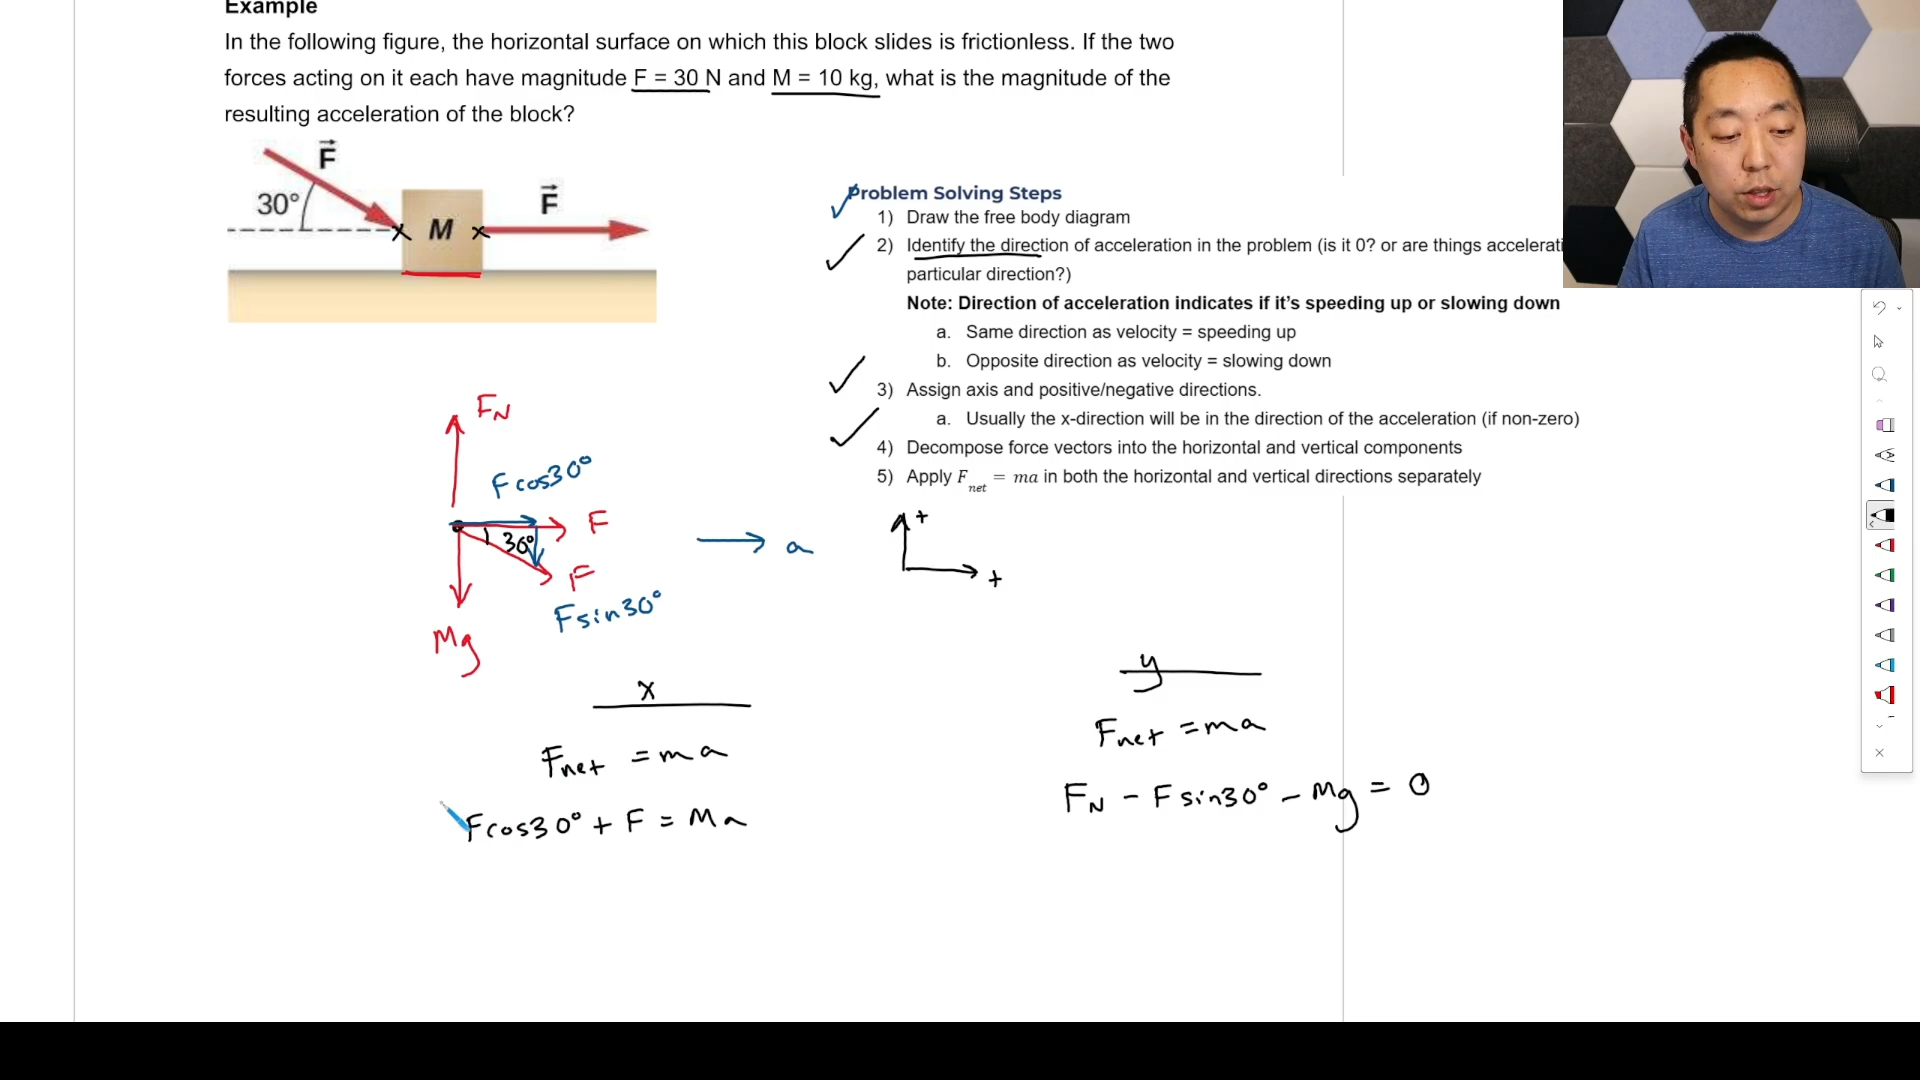 Example
In the following figure, the horizontal surface on which this block slides is frictionless. If the two
forces acting on it each have magnitude F = 30 N and M = 10 kg, what is the magnitude of the
resulting acceleration of the block?
F
30°
M
F
Problem Solving Steps
1) Draw the free body diagram
2) Identify the direction of acceleration in the problem (is it 0? or are things accelerati
particular direction?)
Note: Direction of acceleration indicates if it's speeding up or slowing down
a. Same direction as velocity = speeding up
b. Opposite direction as velocity = slowing down
3) Assign axis and positive/negative directions.
a. Usually the x-direction will be in the direction of the acceleration (if non-zero)
4) Decompose force vectors into the horizontal and vertical components
5) Apply F_net = ma in both the horizontal and vertical directions separately
F_N
F cos30°
F
30°
F
F sin30°
Mg
a
+
+
x
F_net = ma
F cos30° + F = Ma
y
F_net = ma
F_N - F sin30° - Mg = 0